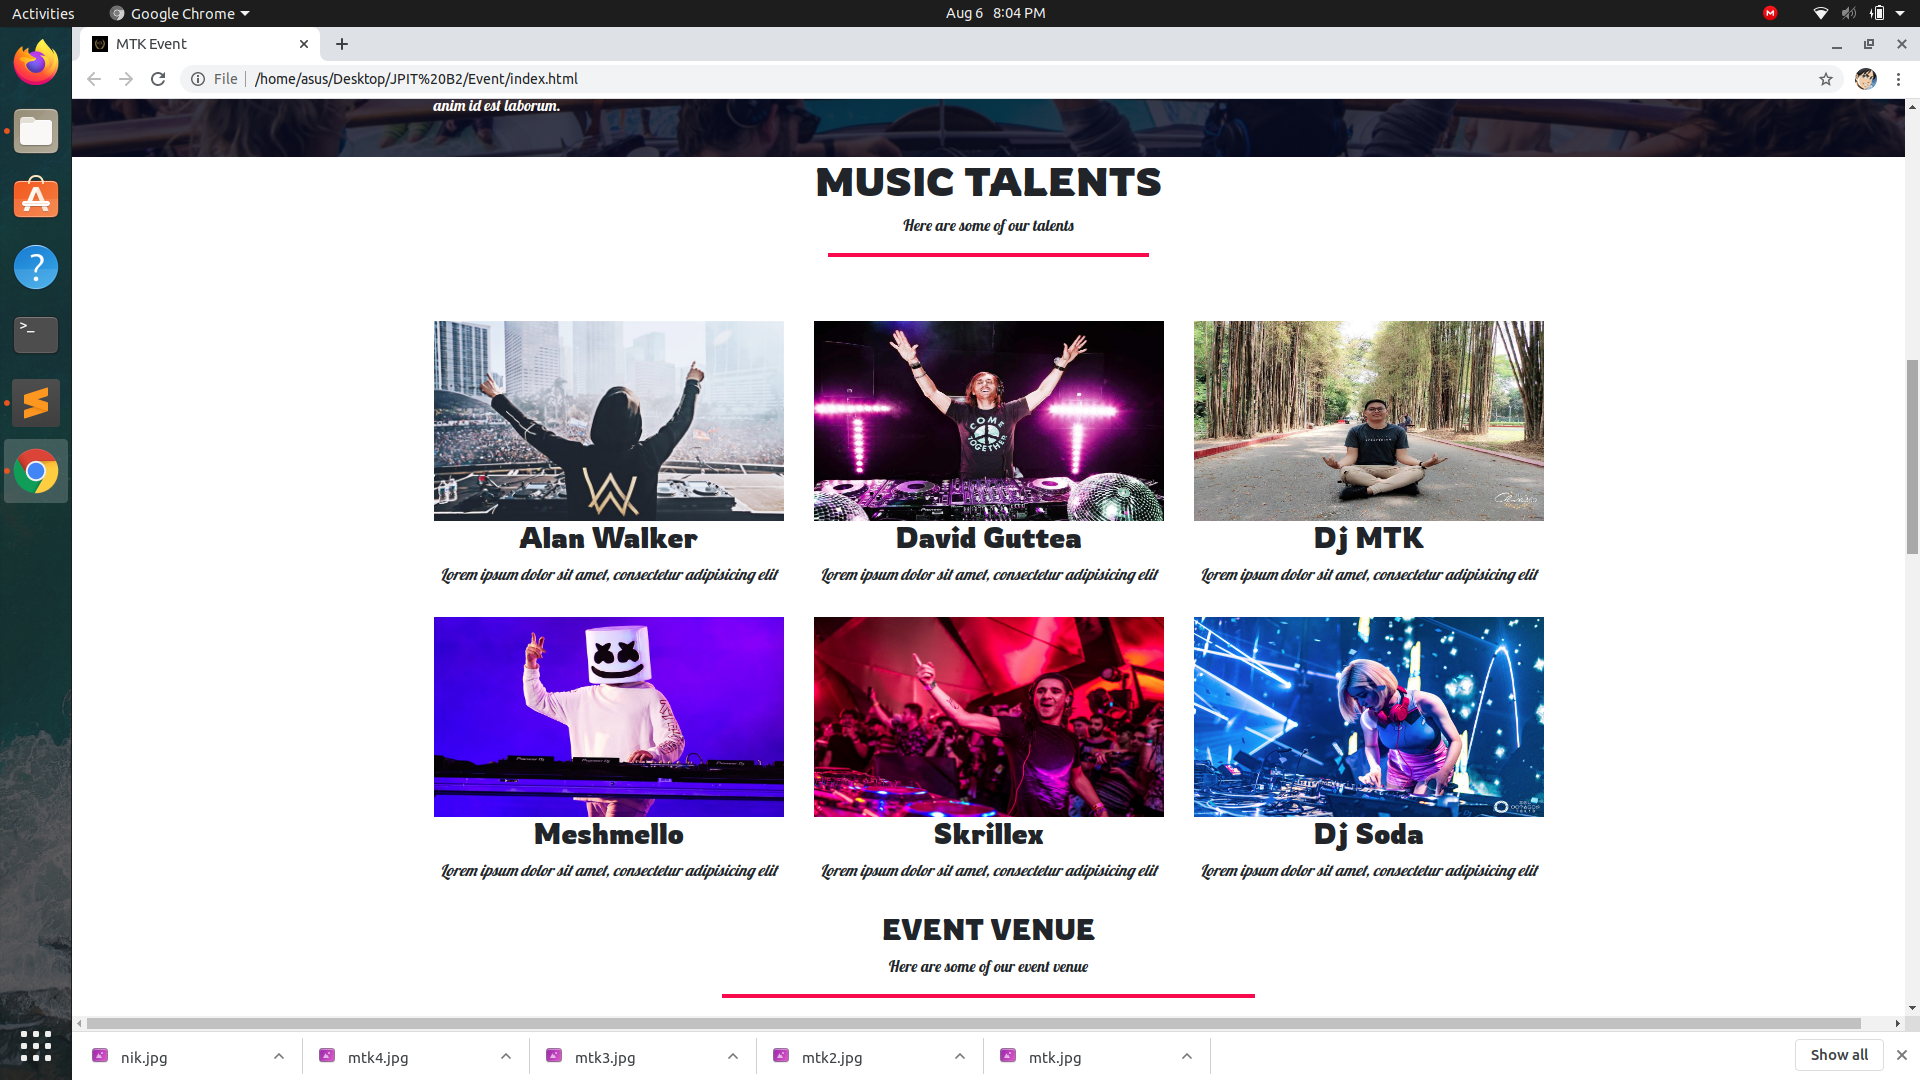 Activities
Google Chrome
Aug 6 8:04 PM
MTK Event
File
/home/asus/Desktop/JPIT%20B2/Event/index.html
anim id est laborum.
MUSIC TALENTS
Here are some of our talents
COME
TOGETHER
Alan Walker
David Guttea
Dj MTK
Lorem ipsum dolor sit amet, consectetur adipisicing elit
Lorem ipsum dolor sit amet, consectetur adipisicing elit
Lorem ipsum dolor sit amet, consectetur adipisicing elit
Meshmello
Skrillex
Dj Soda
Lorem ipsum dolor sit amet, consectetur adipisicing elit
Lorem ipsum dolor sit amet, consectetur adipisicing elit
Lorem ipsum dolor sit amet, consectetur adipisicing elit
EVENT VENUE
Here are some of our event venue
nik.jpg
mtk4.jpg
mtk3.jpg
mtk2.jpg
mtk.jpg
Show all